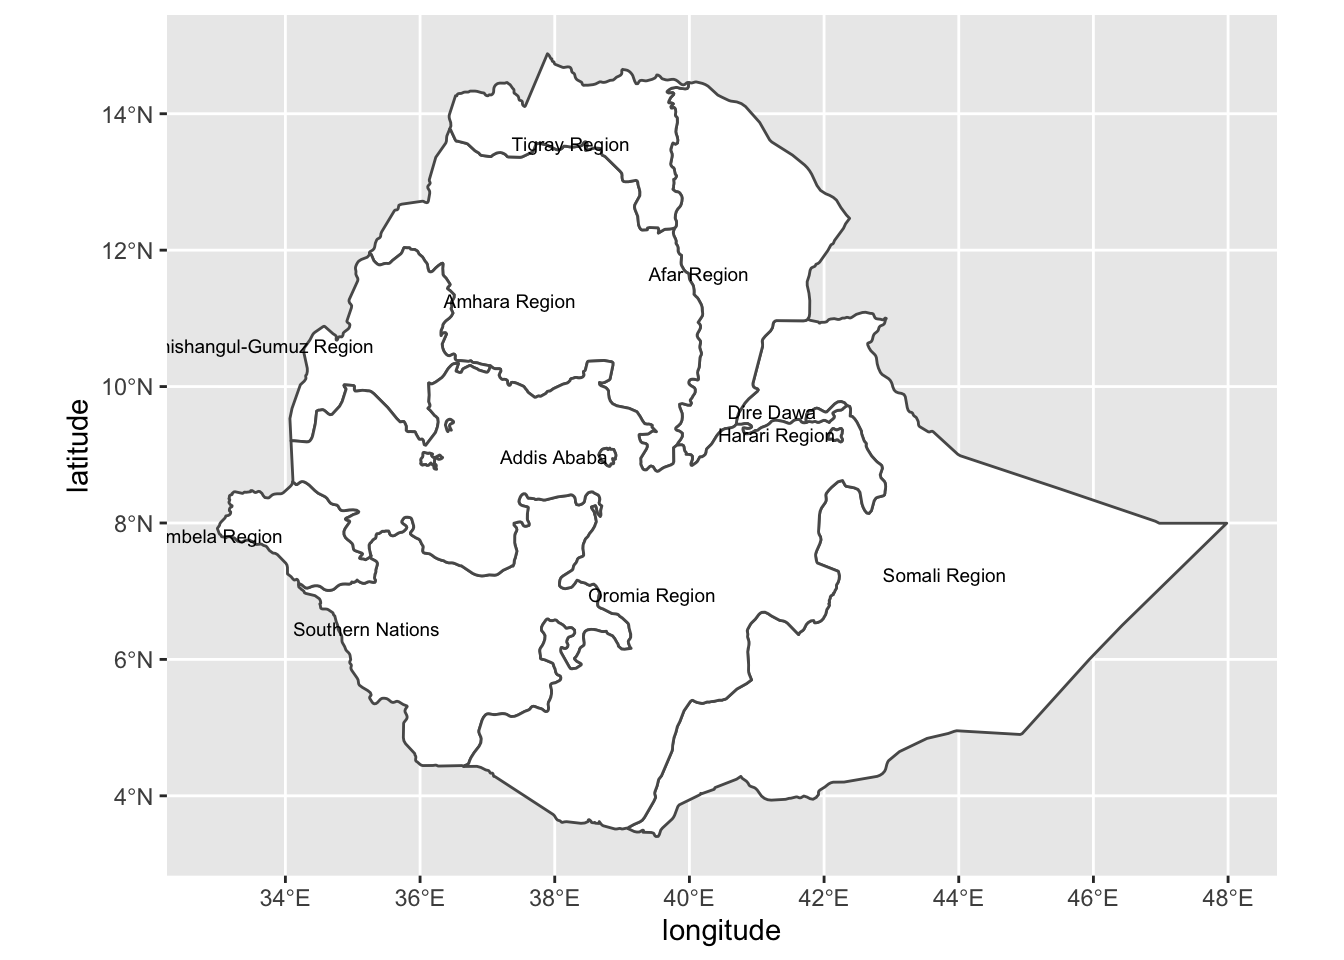 14°N
12°N
10°N
8°N
6°N
4°N
latitude
Tigray Region
Afar Region
Amhara Region
nishangul-Gumuz Region
Dire Dawa
Harari Region
Addis Ababa
mbela Region
Somali Region
Oromia Region
Southern Nations
34°E 36°E 38°E 40°E 42°E 44°E 46°E 48°E
longitude